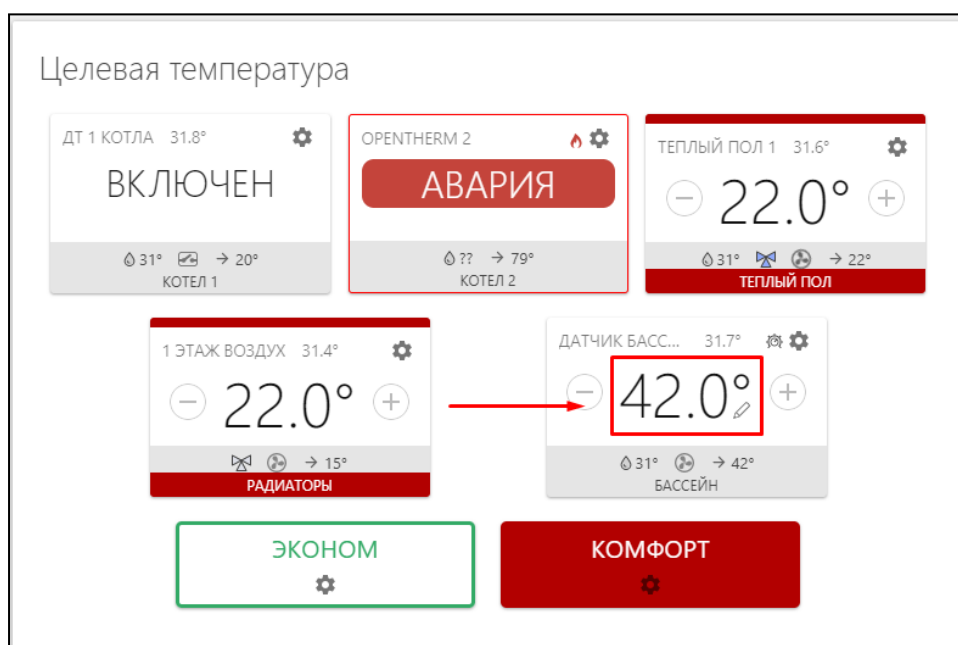 Целевая температура
ДТ 1 КОТЛА 31.8°
ВКЛЮЧЕН
31° → 20°
КОТЕЛ 1
OPENTHERM 2
АВАРИЯ
?? → 79°
КОТЕЛ 2
ТЕПЛЫЙ ПОЛ 1 31.6°
− 22.0° +
31° → 22°
ТЕПЛЫЙ ПОЛ
1 ЭТАЖ ВОЗДУХ 31.4°
− 22.0° +
→ 15°
РАДИАТОРЫ
ДАТЧИК БАСС... 31.7°
− 42.0° +
31° → 42°
БАССЕЙН
ЭКОНОМ
КОМФОРТ